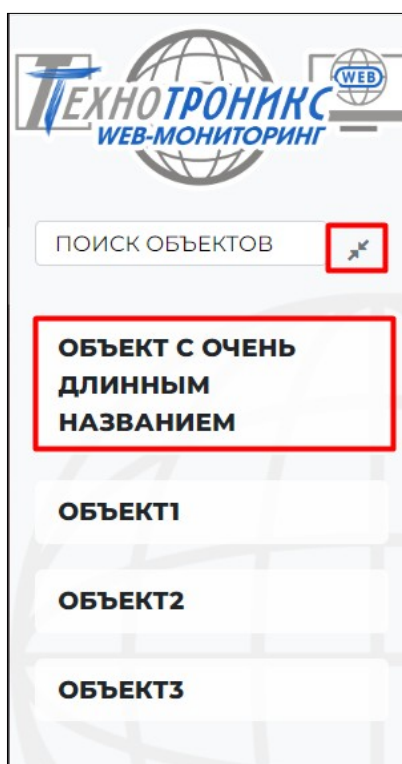 ТЕХНОТРОНИКС
WEB
WEB-МОНИТОРИНГ
ПОИСК ОБЪЕКТОВ
ОБЪЕКТ С ОЧЕНЬ
ДЛИННЫМ
НАЗВАНИЕМ
ОБЪЕКТ1
ОБЪЕКТ2
ОБЪЕКТ3